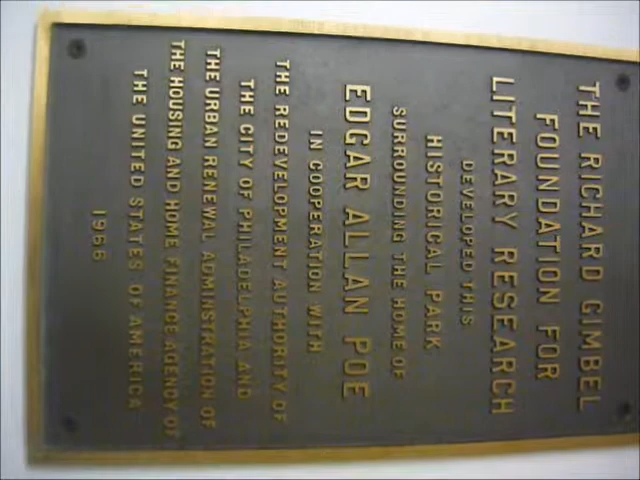 THE RICHARD GIMBEL
FOUNDATION FOR
LITERARY RESEARCH
DEVELOPED THIS
HISTORICAL PARK
SURROUNDING THE HOME OF
EDGAR ALLAN POE
IN COOPERATION WITH
THE REDEVELOPMENT AUTHORITY OF
THE CITY OF PHILADELPHIA AND
THE URBAN RENEWAL ADMINISTRATION OF
THE HOUSING AND HOME FINANCE AGENCY OF
THE UNITED STATES OF AMERICA
1966